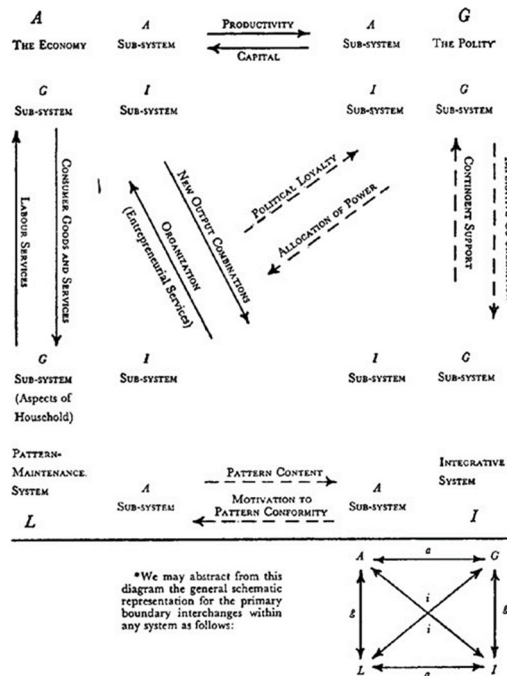 A
A
PRODUCTIVITY
A
G
THE ECONOMY
SUB-SYSTEM
CAPITAL
SUB-SYSTEM
THE POLITY
G
I
I
G
SUB-SYSTEM
SUB-SYSTEM
SUB-SYSTEM
SUB-SYSTEM
LABOUR SERVICES
CONSUMER GOODS AND SERVICES
(Entrepreneurial Services)
ORGANIZATION
NEW OUTPUT COMBINATIONS
POLITICAL LOYALTY
ALLOCATION OF POWER
CONTINGENT SUPPORT
G
I
I
G
SUB-SYSTEM
SUB-SYSTEM
SUB-SYSTEM
SUB-SYSTEM
(Aspects of
Household)
PATTERN-
MAINTENANCE
SYSTEM
L
A
SUB-SYSTEM
PATTERN CONTENT
MOTIVATION TO
PATTERN CONFORMITY
A
SUB-SYSTEM
INTEGRATIVE
SYSTEM
I
*We may abstract from this
diagram the general schematic
representation for the primary
boundary interchanges within
any system as follows:
A
a
G
g
i
i
g
L
a
I